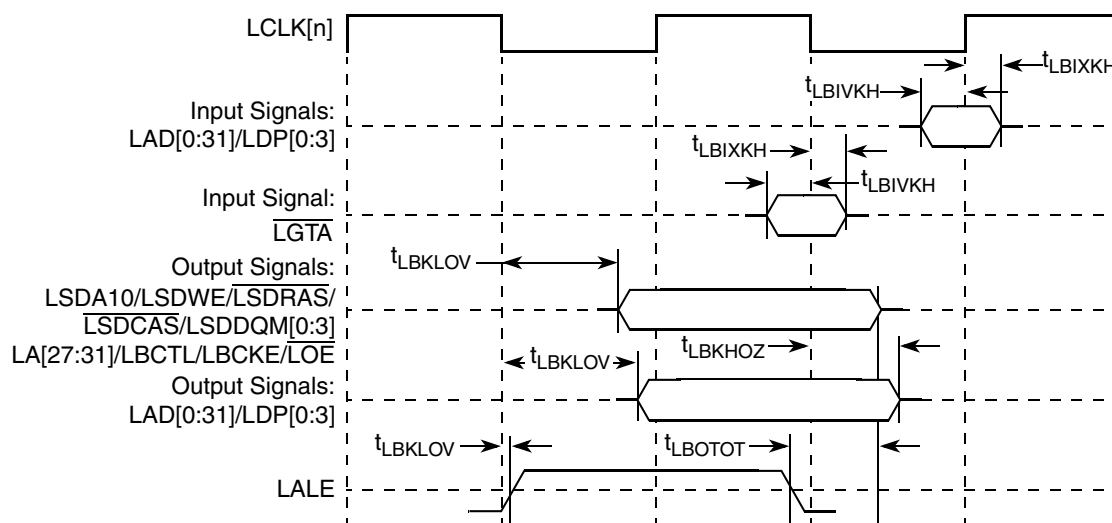 LCLK[n]
tLBIXKH
tLBIVKH
Input Signals:
LAD[0:31]/LDP[0:3]
tLBIXKH
tLBIVKH
Input Signal:
LGTA
tLBKLOV
Output Signals:
LSDA10/LSDWE/LSDRAS/
LSDCAS/LSDDQM[0:3]
LA[27:31]/LBCTL/LBCKE/LOE
tLBKHOZ
tLBKLOV
Output Signals:
LAD[0:31]/LDP[0:3]
tLBKLOV
tLBOTOT
LALE